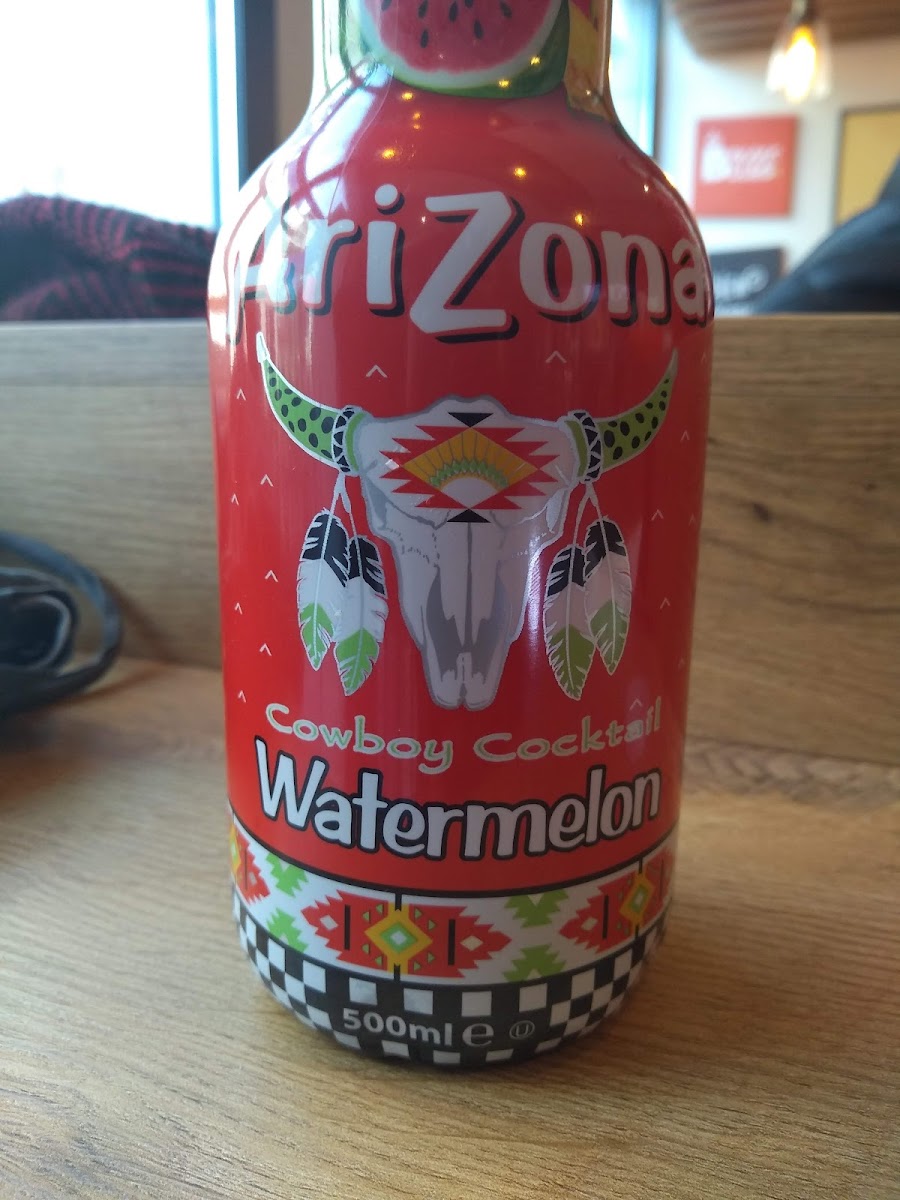 AriZona
Cowboy Cocktail
Watermelon
500ml e U